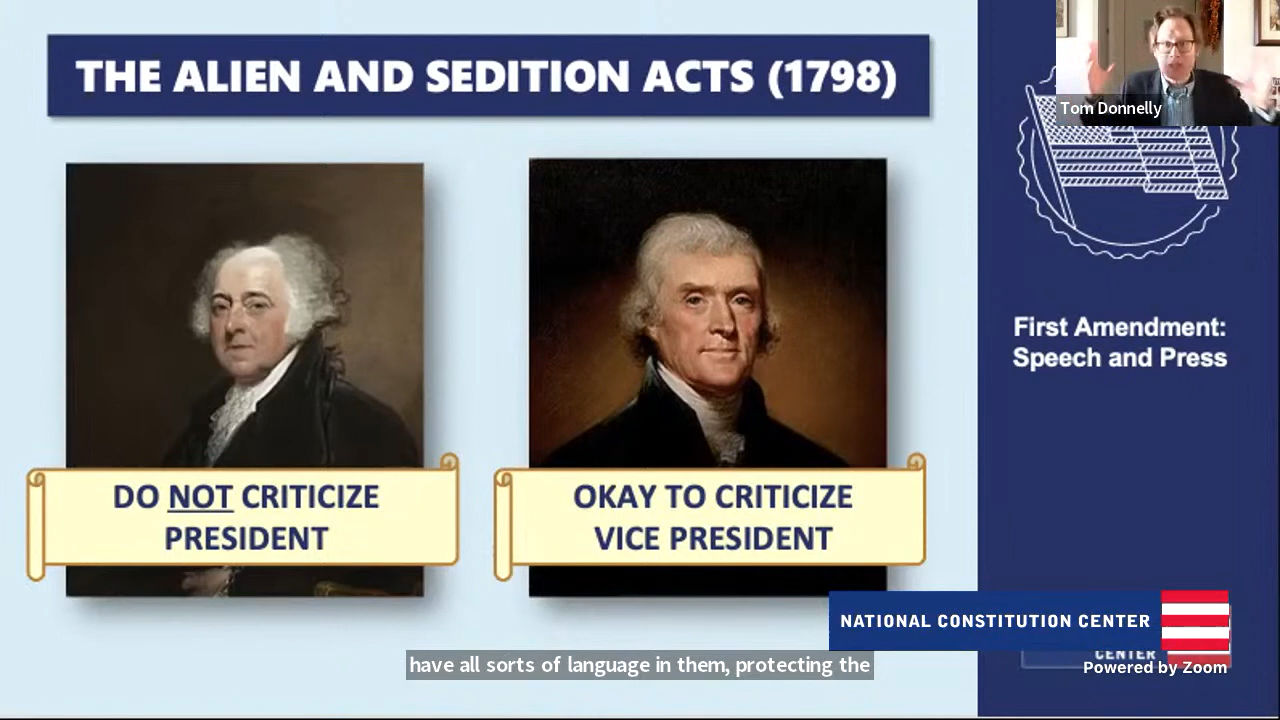 THE ALIEN AND SEDITION ACTS (1798)
Tom Donnelly
DO NOT CRITICIZE
PRESIDENT
OKAY TO CRITICIZE
VICE PRESIDENT
First Amendment:
Speech and Press
NATIONAL CONSTITUTION CENTER
CENTER
Powered by Zoom
have all sorts of language in them, protecting the